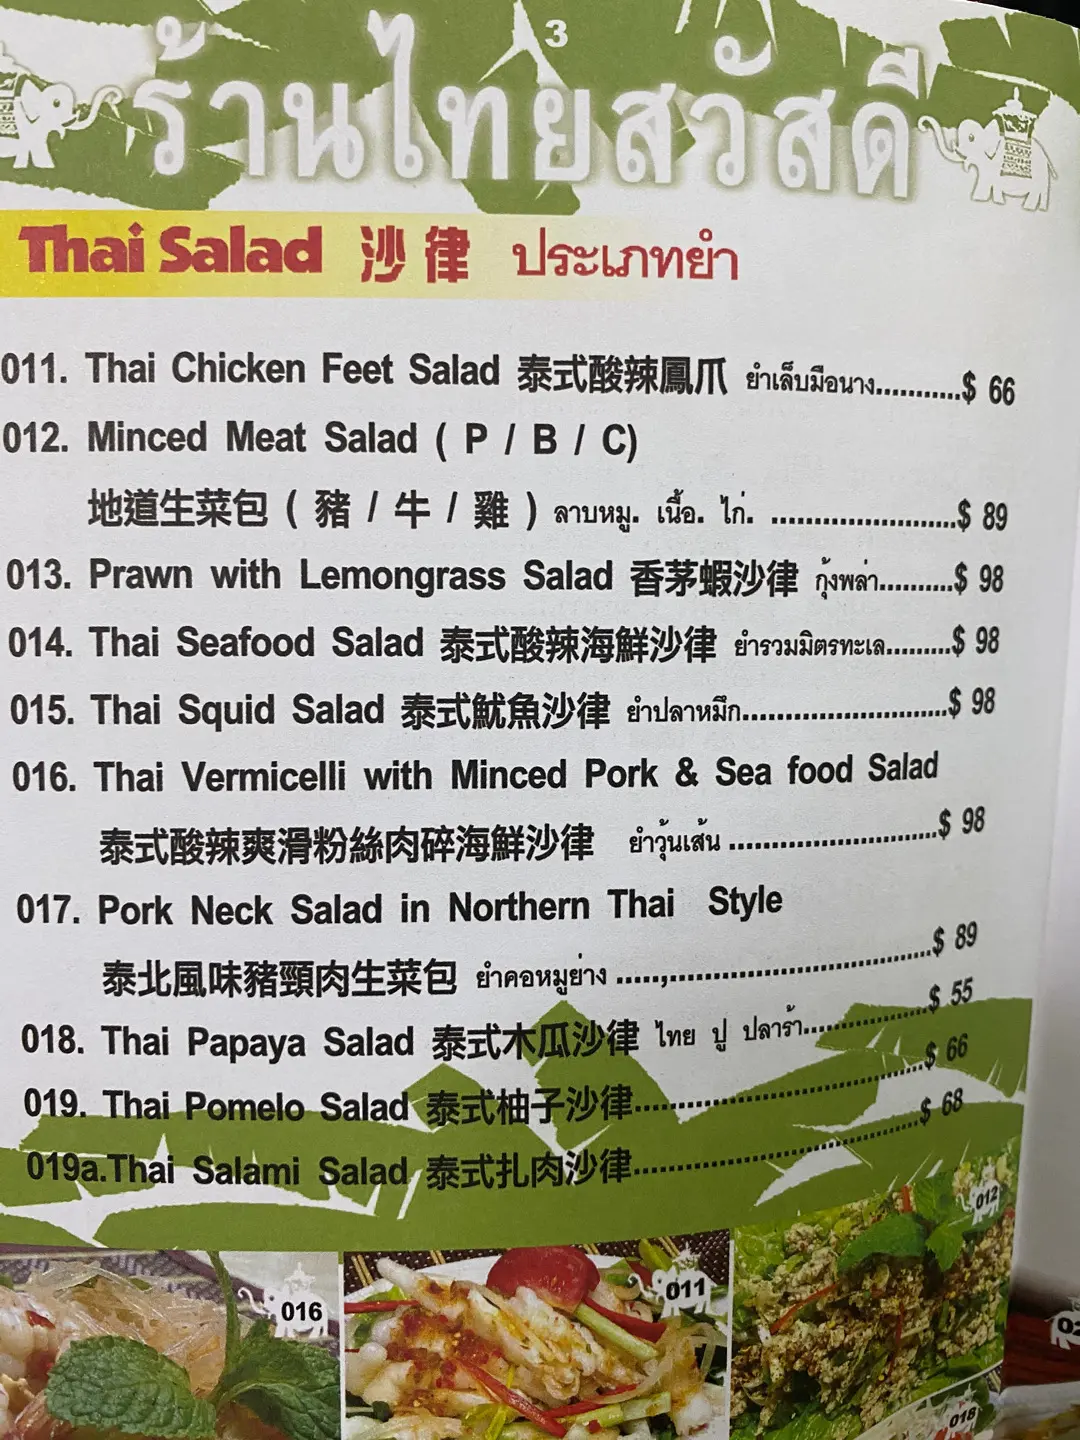 3
ร้านไทยสวัสดี
Thai Salad 沙律 ประเภทยำ
011. Thai Chicken Feet Salad 泰式酸辣鳳爪 ยำเล็บมือนาง...........$ 66
012. Minced Meat Salad ( P / B / C)
地道生菜包 ( 豬 / 牛 / 雞 ) ลาบหมู. เนื้อ. ไก่. .......................$ 89
013. Prawn with Lemongrass Salad 香茅蝦沙律 กุ้งพล่า..........$ 98
014. Thai Seafood Salad 泰式酸辣海鮮沙律 ยำรวมมิตรทะเล.........$ 98
015. Thai Squid Salad 泰式魷魚沙律 ยำปลาหมึก.........................$ 98
016. Thai Vermicelli with Minced Pork & Sea food Salad
泰式酸辣爽滑粉絲肉碎海鮮沙律 ยำวุ้นเส้น .........................$ 98
017. Pork Neck Salad in Northern Thai Style
泰北風味豬頸肉生菜包 ยำคอหมูย่าง .....,................................$ 89
018. Thai Papaya Salad 泰式木瓜沙律 ไทย ปู ปลาร้า...............$ 55
019. Thai Pomelo Salad 泰式柚子沙律...................................$ 66
019a.Thai Salami Salad 泰式扎肉沙律...................................$ 68
012
016
011
018